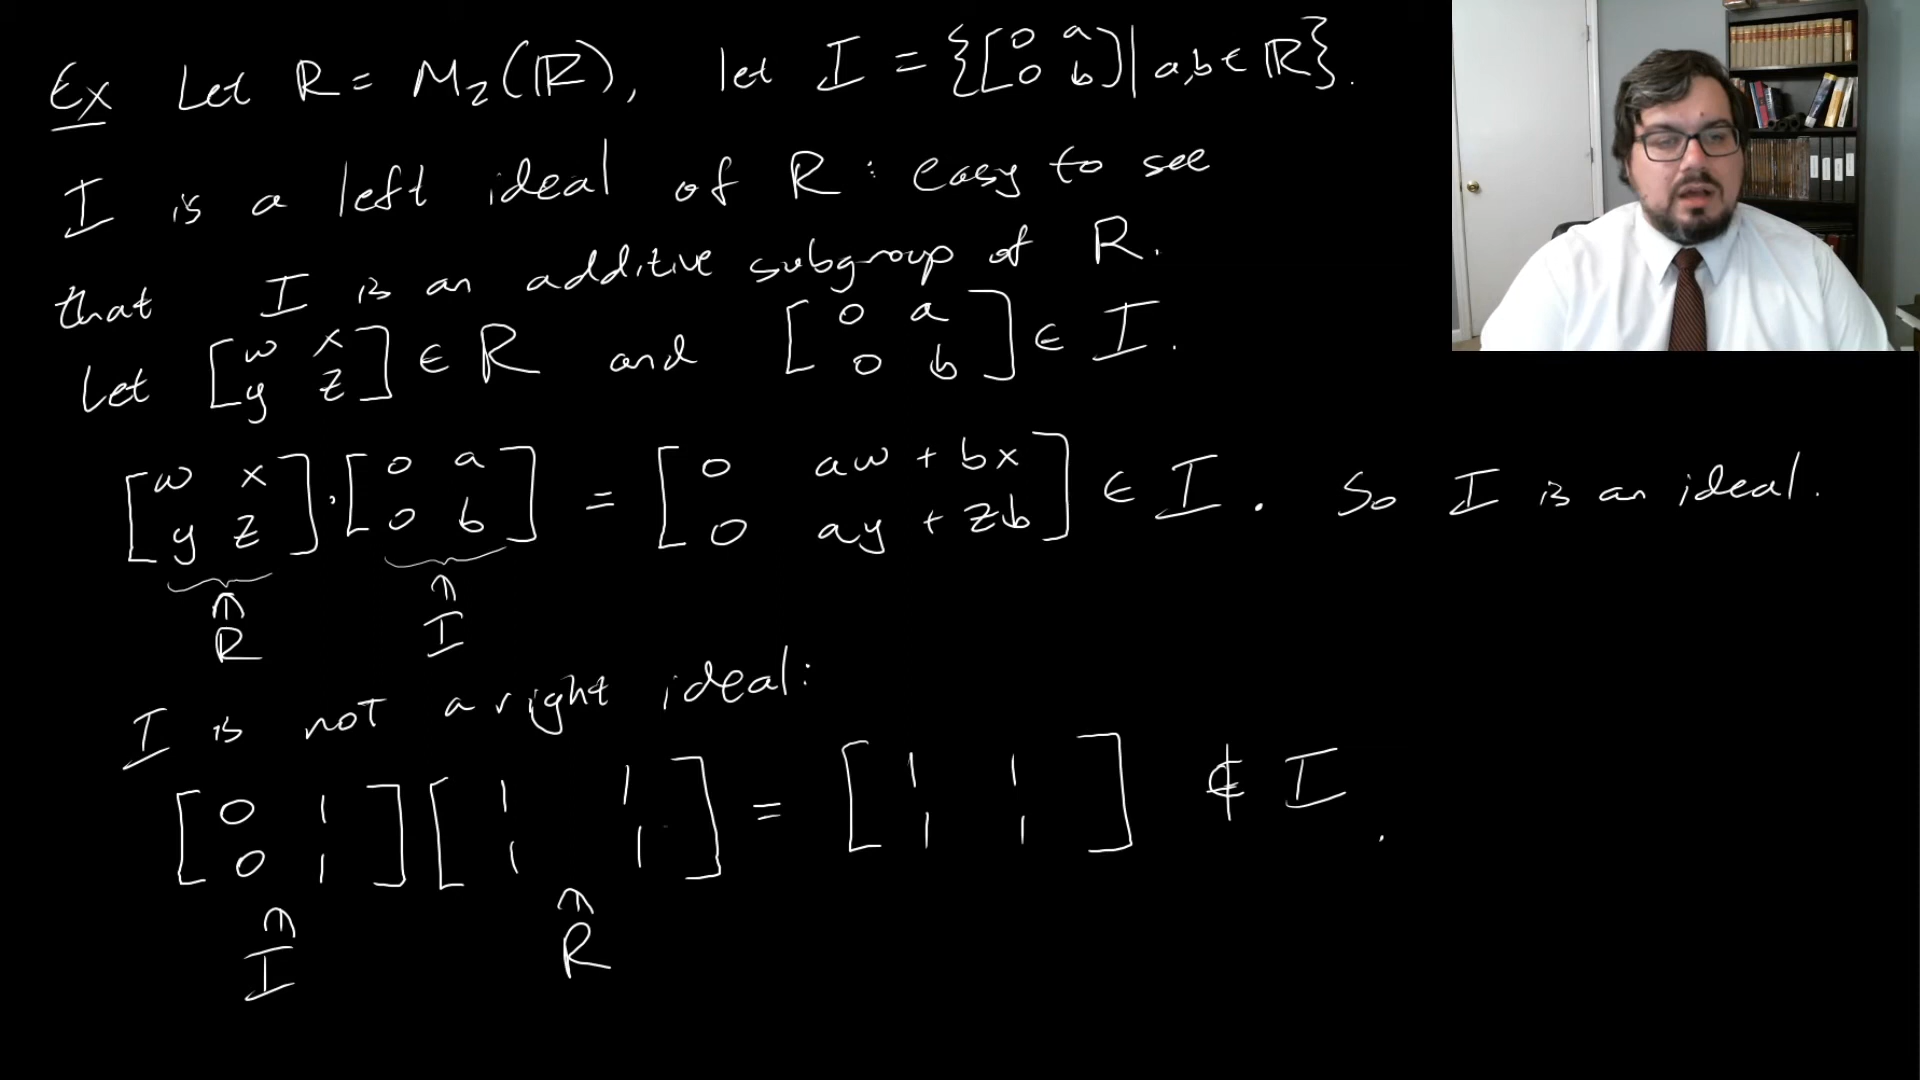 Ex Let R = M₂(ℝ), let I = {[0 a; 0 b] | a,b ∈ ℝ}.
I is a left ideal of R: easy to see
that I is an additive subgroup of R.
Let [w x; y z] ∈ R and [0 a; 0 b] ∈ I.
[w x; y z] · [0 a; 0 b] = [0 aw + bx; 0 ay + zb] ∈ I. So I is an ideal.
∈ ∈
R I
I is not a right ideal:
[0 1; 0 1] [1 1; 1 1] = [1 1; 1 1] ∉ I.
∈ ∈
I R